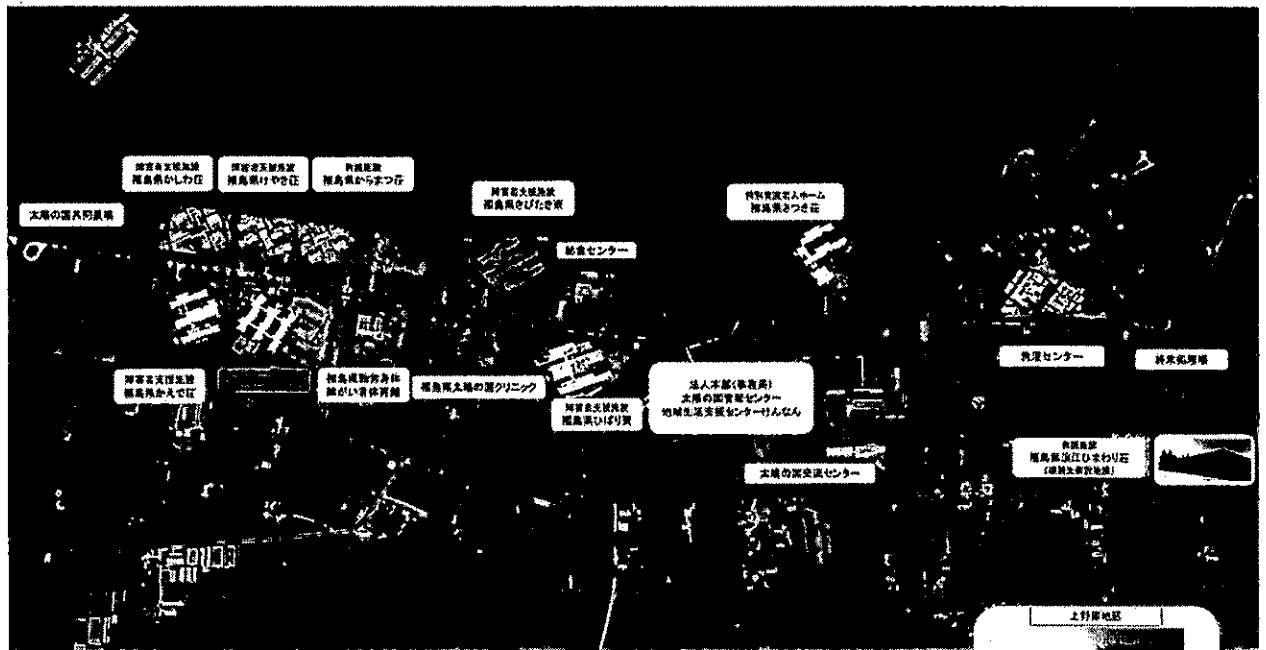 障害者支援施設
福島県かしわ荘
障害者支援施設
福島県けやき荘
救護施設
福島県からまつ荘
障害者支援施設
福島県きびたき寮
特別養護老人ホーム
福島県さつき荘
太陽の国共同墓地
給食センター
洗濯センター
終末処理場
障害者支援施設
福島県かえで荘
福島県勤労身体
障がい者体育館
福島県太陽の国クリニック
障害者支援施設
福島県ひばり寮
法人本部(事務局)
太陽の国管理センター
地域生活支援センターけんなん
救護施設
福島県浪江ひまわり荘
太陽の国交流センター
上野原地区